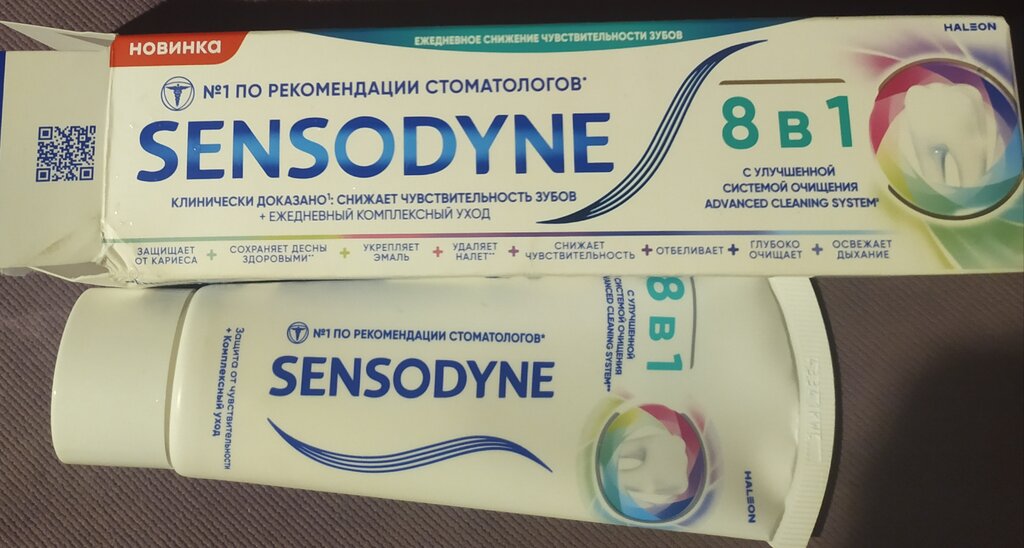 НОВИНКА
ЕЖЕДНЕВНОЕ СНИЖЕНИЕ ЧУВСТВИТЕЛЬНОСТИ ЗУБОВ
HALEON
№1 ПО РЕКОМЕНДАЦИИ СТОМАТОЛОГОВ*
SENSODYNE
КЛИНИЧЕСКИ ДОКАЗАНО¹: СНИЖАЕТ ЧУВСТВИТЕЛЬНОСТЬ ЗУБОВ
+ ЕЖЕДНЕВНЫЙ КОМПЛЕКСНЫЙ УХОД
8 в 1
С УЛУЧШЕННОЙ
СИСТЕМОЙ ОЧИЩЕНИЯ
ADVANCED CLEANING SYSTEM*
ЗАЩИЩАЕТ
ОТ КАРИЕСА
+
СОХРАНЯЕТ ДЕСНЫ
ЗДОРОВЫМИ**
+
УКРЕПЛЯЕТ
ЭМАЛЬ
+
УДАЛЯЕТ
НАЛЕТ**
+
СНИЖАЕТ
ЧУВСТВИТЕЛЬНОСТЬ
+ ОТБЕЛИВАЕТ +
ГЛУБОКО
ОЧИЩАЕТ
+
ОСВЕЖАЕТ
ДЫХАНИЕ
№1 ПО РЕКОМЕНДАЦИИ СТОМАТОЛОГОВ*
SENSODYNE
Защита от чувствительности
+ Комплексный уход
8 в 1
С УЛУЧШЕННОЙ
СИСТЕМОЙ ОЧИЩЕНИЯ
ADVANCED CLEANING SYSTEM**
HALEON